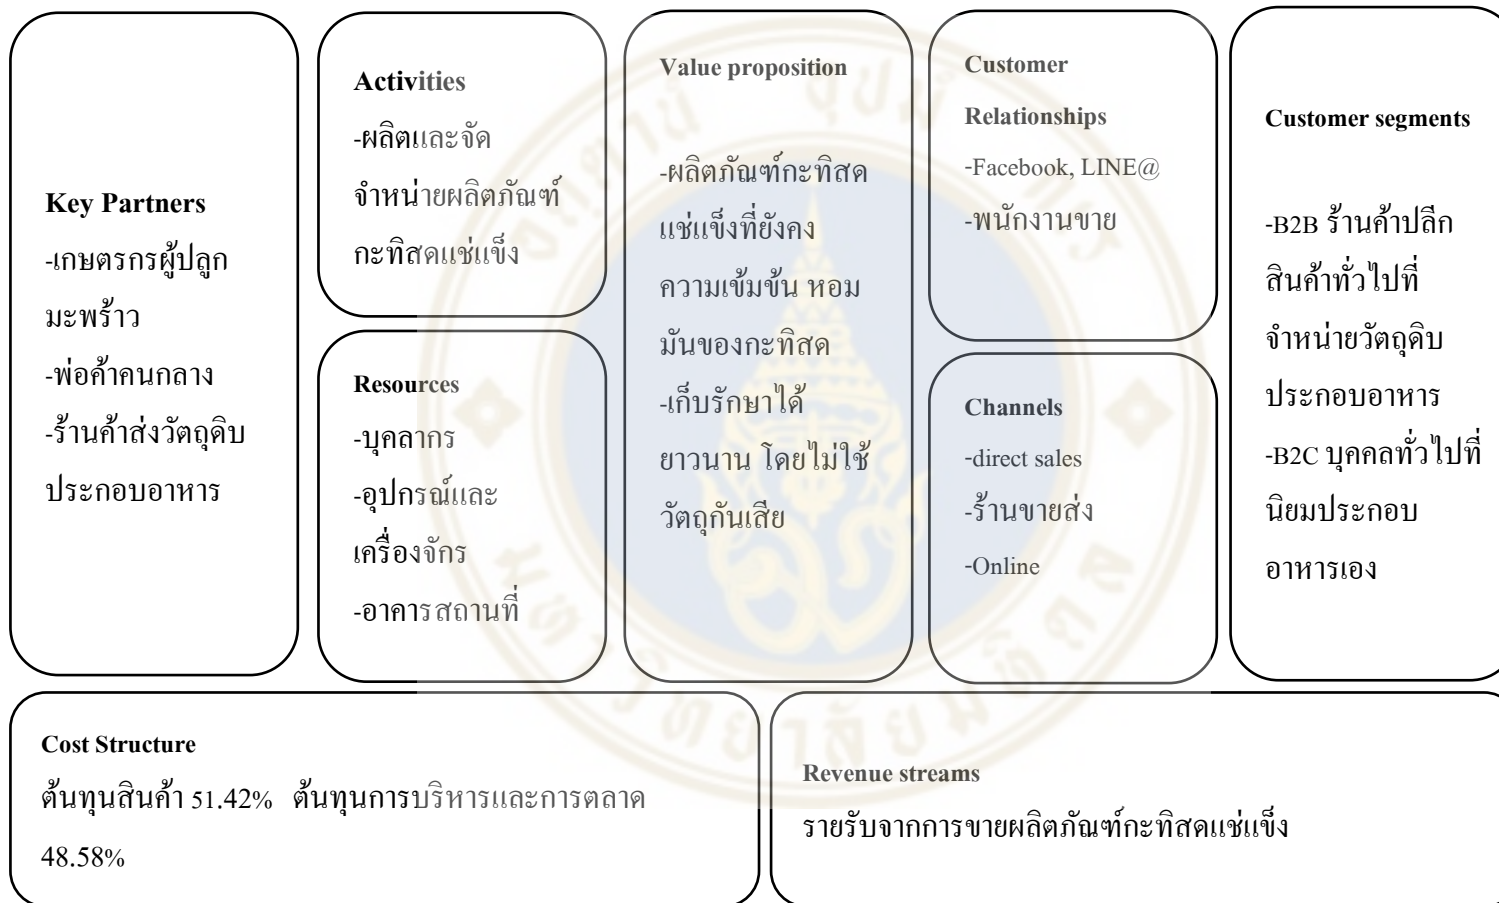 Key Partners
-เกษตรกรผู้ปลูก
มะพร้าว
-พ่อค้าคนกลาง
-ร้านค้าส่งวัตถุดิบ
ประกอบอาหาร
Activities
-ผลิตและจัด
จำหน่ายผลิตภัณฑ์
กะทิสดแช่แข็ง
Resources
-บุคลากร
-อุปกรณ์และ
เครื่องจักร
-อาคารสถานที่
Value proposition
-ผลิตภัณฑ์กะทิสด
แช่แข็งที่ยังคง
ความเข้มข้น หอม
มันของกะทิสด
-เก็บรักษาได้
ยาวนาน โดยไม่ใช้
วัตถุกันเสีย
Customer
Relationships
-Facebook, LINE@
-พนักงานขาย
Channels
-direct sales
-ร้านขายส่ง
-Online
Customer segments
-B2B ร้านค้าปลีก
สินค้าทั่วไปที่
จำหน่ายวัตถุดิบ
ประกอบอาหาร
-B2C บุคคลทั่วไปที่
นิยมประกอบ
อาหารเอง
Cost Structure
ต้นทุนสินค้า 51.42% ต้นทุนการบริหารและการตลาด
48.58%
Revenue streams
รายรับจากการขายผลิตภัณฑ์กะทิสดแช่แข็ง
มหาวิทยาลัยมหิดล